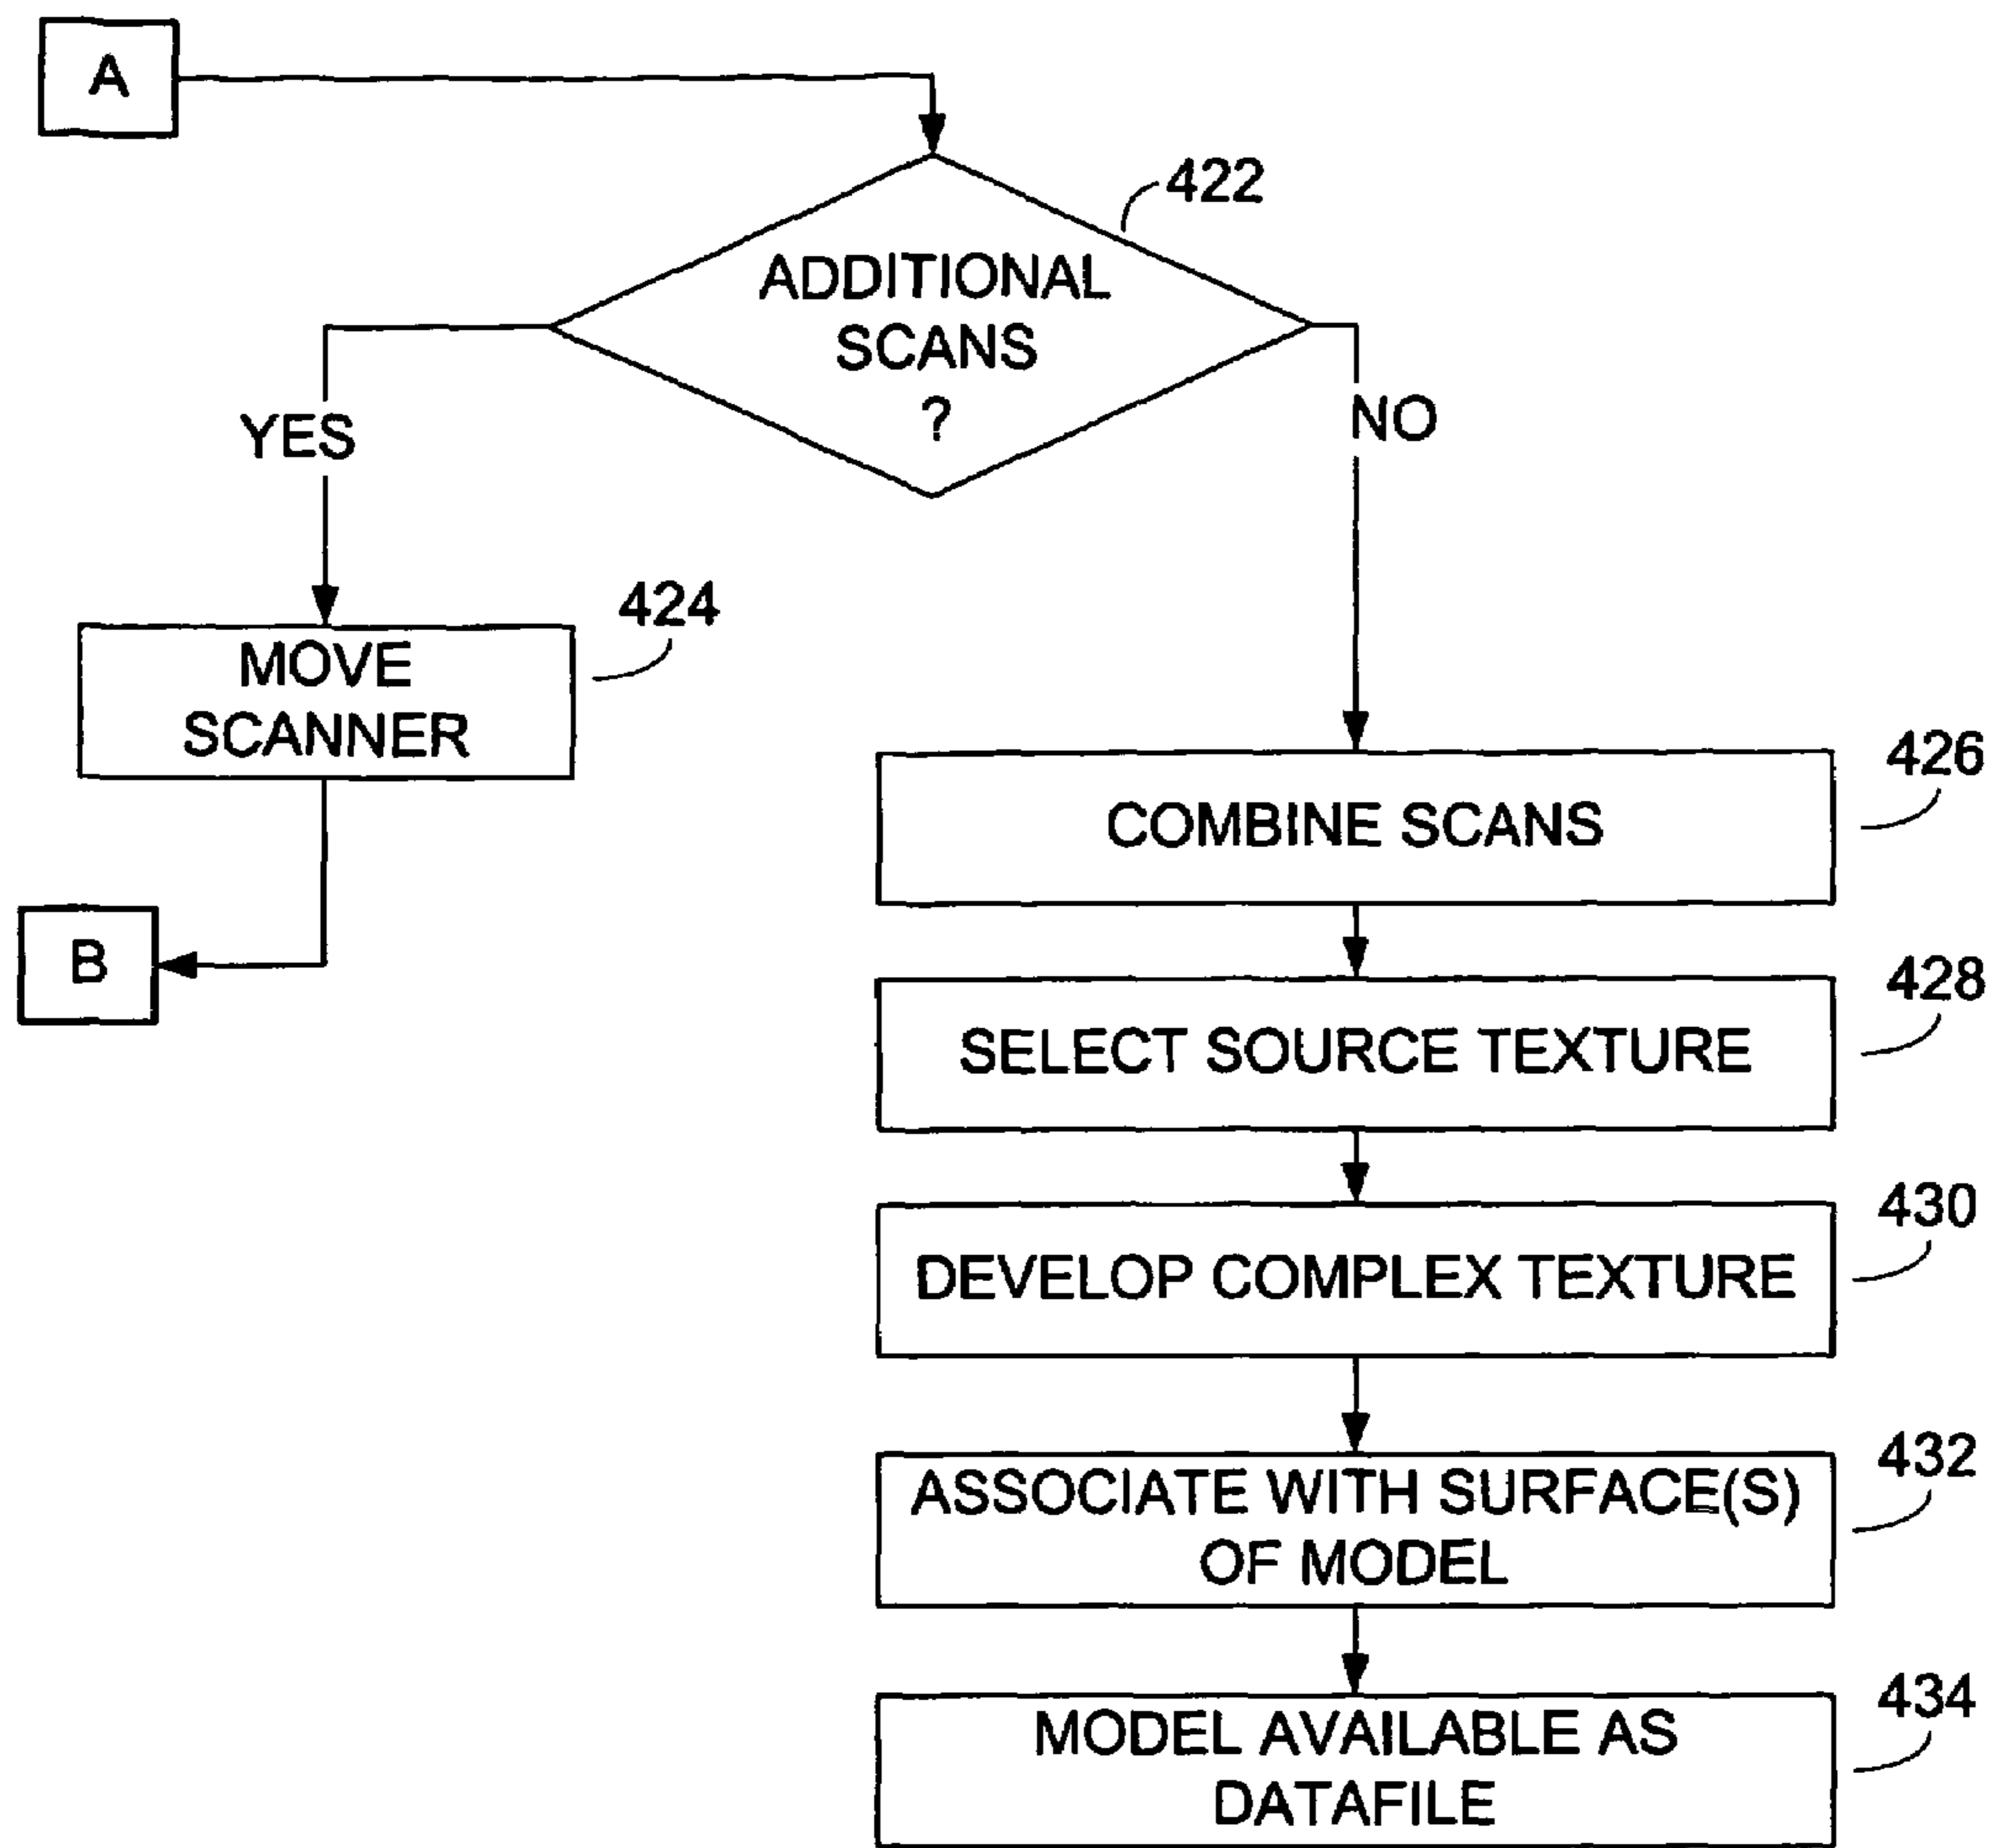 A
422
ADDITIONAL
SCANS
?
YES
NO
424
MOVE
SCANNER
426
COMBINE SCANS
B
428
SELECT SOURCE TEXTURE
430
DEVELOP COMPLEX TEXTURE
432
ASSOCIATE WITH SURFACE(S)
OF MODEL
434
MODEL AVAILABLE AS
DATAFILE